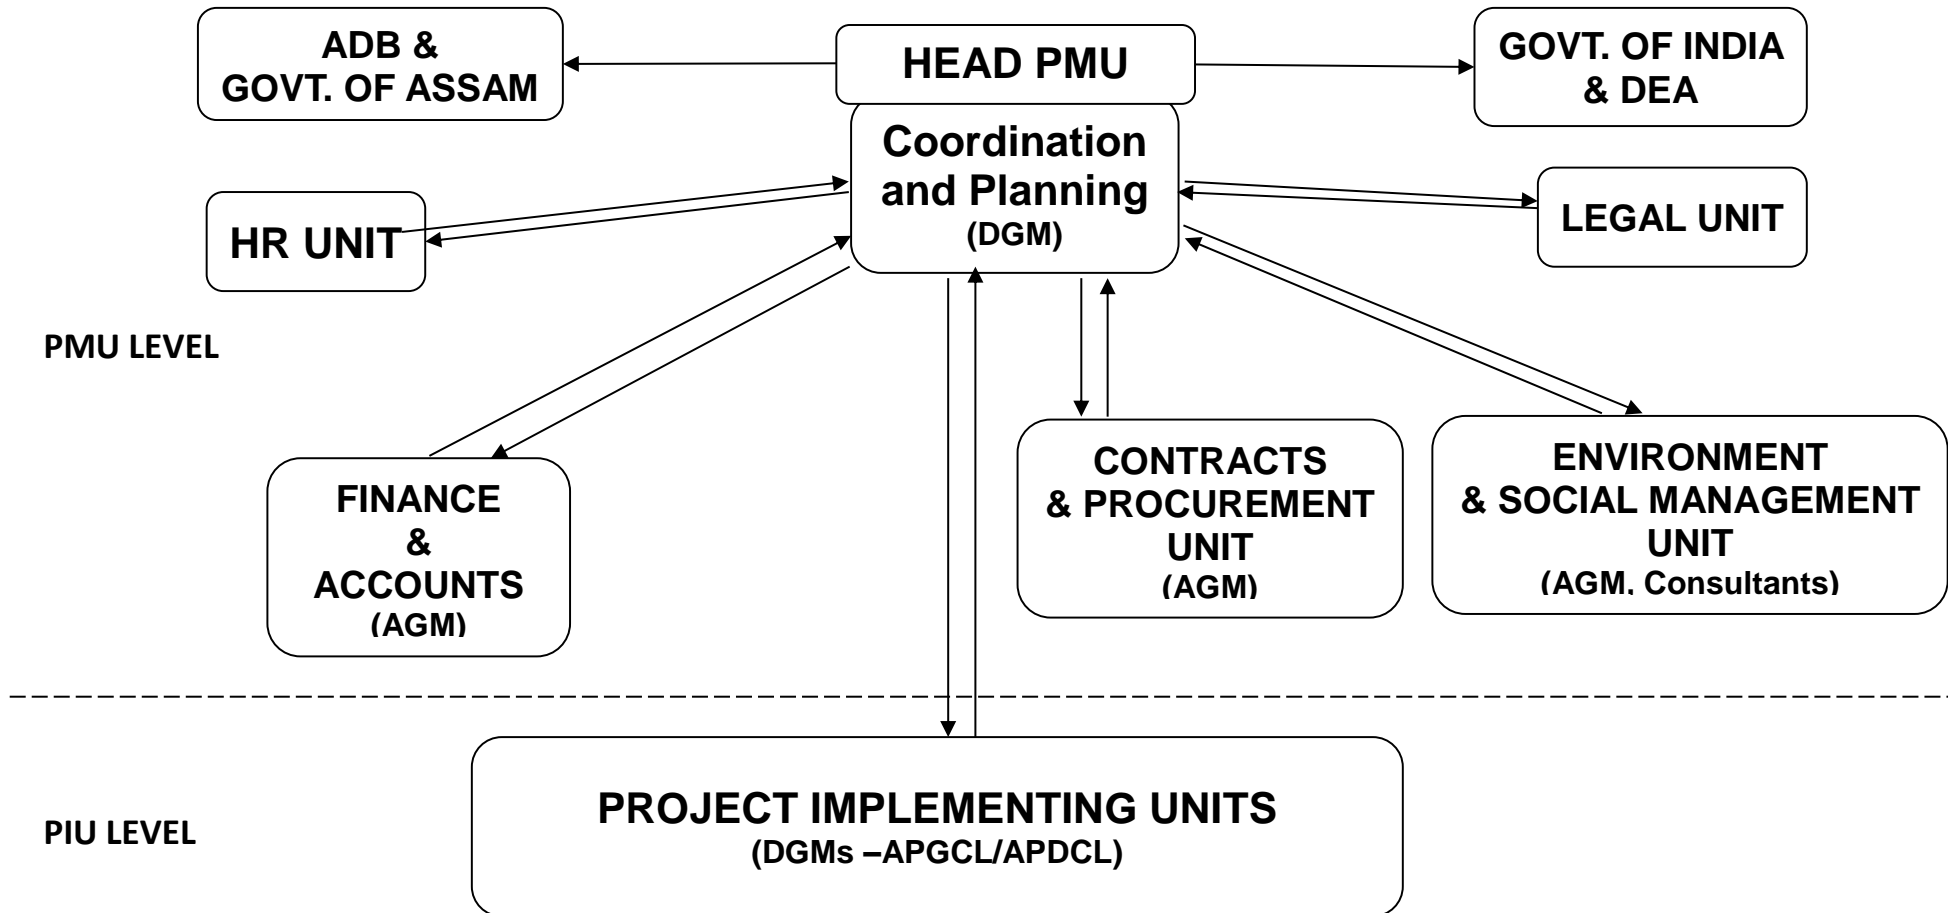 ADB &
GOVT. OF ASSAM
HEAD PMU
GOVT. OF INDIA
& DEA
Coordination
and Planning
(DGM)
HR UNIT
LEGAL UNIT
PMU LEVEL
FINANCE
&
ACCOUNTS
(AGM)
CONTRACTS
& PROCUREMENT
UNIT
(AGM)
ENVIRONMENT
& SOCIAL MANAGEMENT
UNIT
(AGM, Consultants)
PIU LEVEL
PROJECT IMPLEMENTING UNITS
(DGMs –APGCL/APDCL)